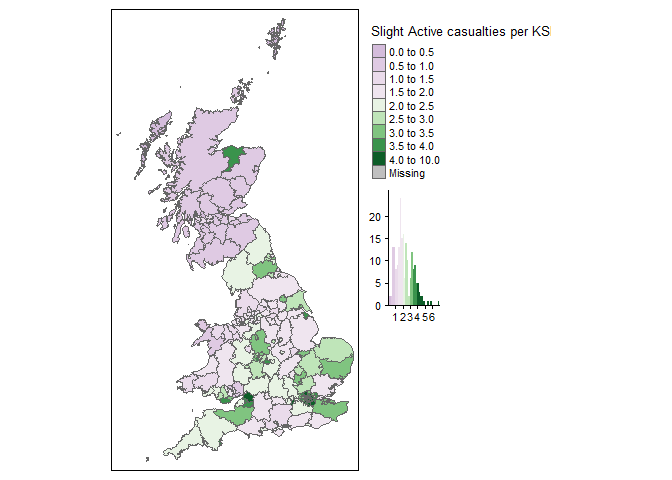 Slight Active casualties per KS
0.0 to 0.5
0.5 to 1.0
1.0 to 1.5
1.5 to 2.0
2.0 to 2.5
2.5 to 3.0
3.0 to 3.5
3.5 to 4.0
4.0 to 10.0
Missing
20
15
10
5
0
1 2 3 4 5 6